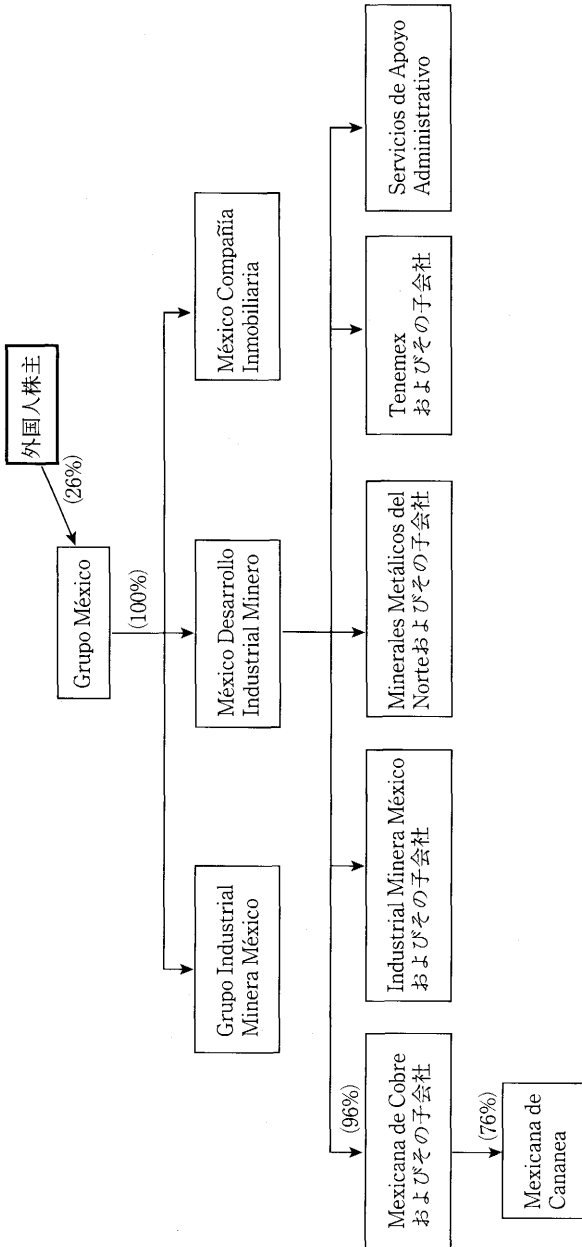 外国人株主
(26%)
Grupo México
(100%)
Grupo Industrial
Minera México
México Desarrollo
Industrial Minero
México Compañía
Inmobiliaria
(96%)
Mexicana de Cobre
およびその子会社
Industrial Minera México
およびその子会社
Minerales Metálicos del
Norteおよびその子会社
Tenemex
およびその子会社
Servicios de Apoyo
Administrativo
(76%)
Mexicana de
Cananea